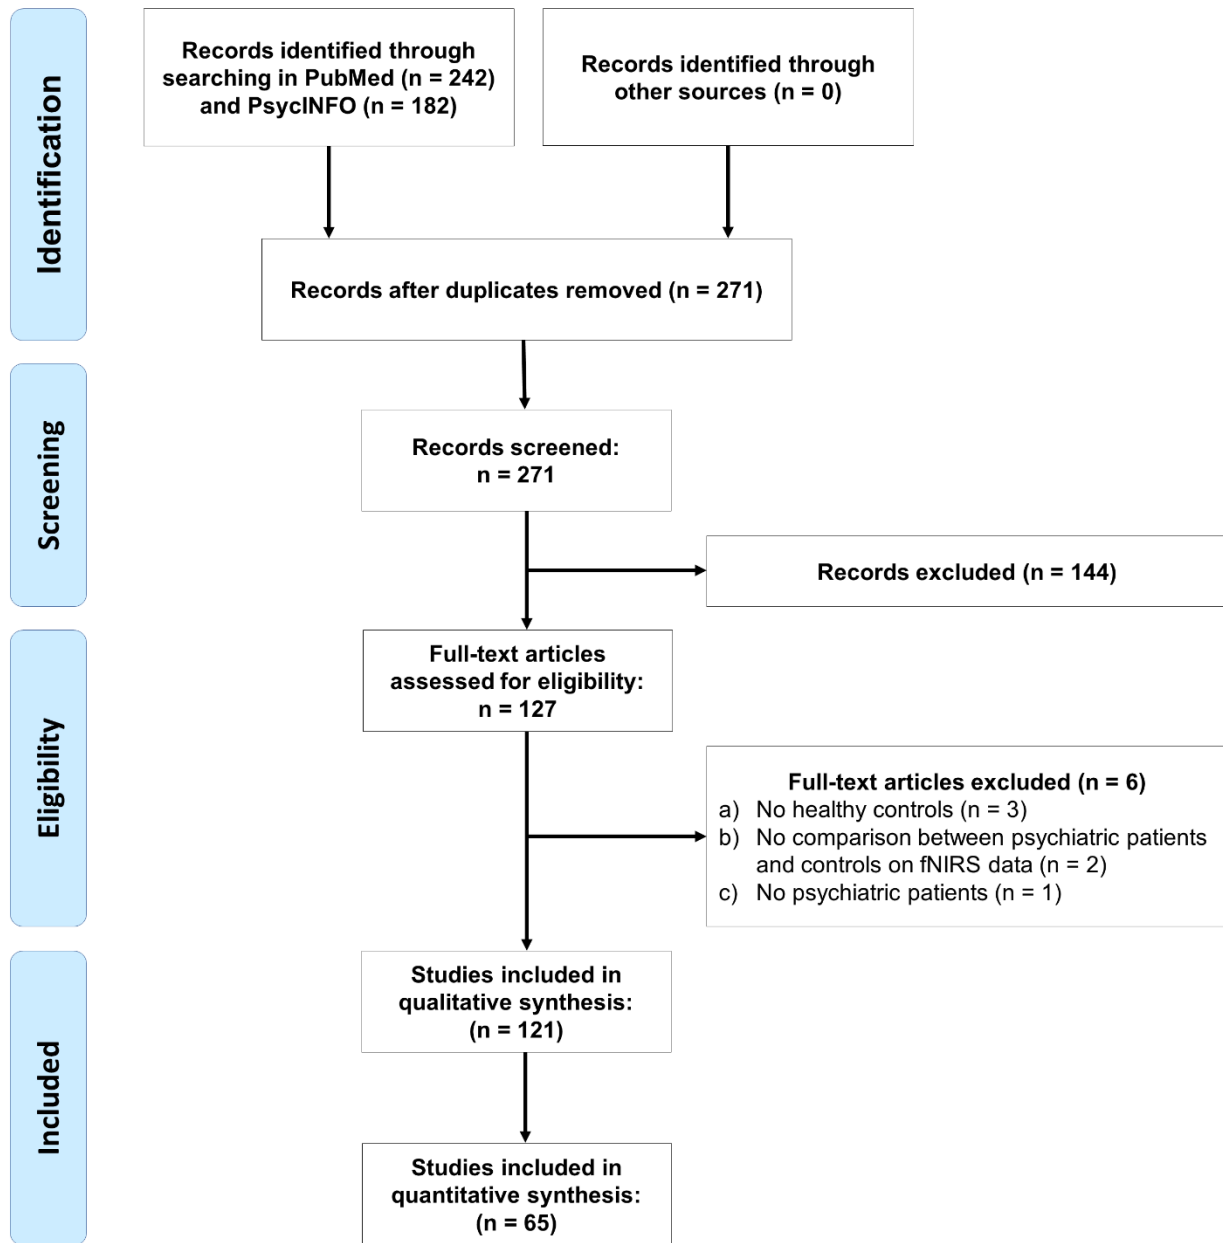 Identification
Records identified through
searching in PubMed (n = 242)
and PsycINFO (n = 182)
Records identified through
other sources (n = 0)
Records after duplicates removed (n = 271)
Screening
Records screened:
n = 271
Records excluded (n = 144)
Eligibility
Full-text articles
assessed for eligibility:
n = 127
Full-text articles excluded (n = 6)
a) No healthy controls (n = 3)
b) No comparison between psychiatric patients
and controls on fNIRS data (n = 2)
c) No psychiatric patients (n = 1)
Included
Studies included in
qualitative synthesis:
(n = 121)
Studies included in
quantitative synthesis:
(n = 65)